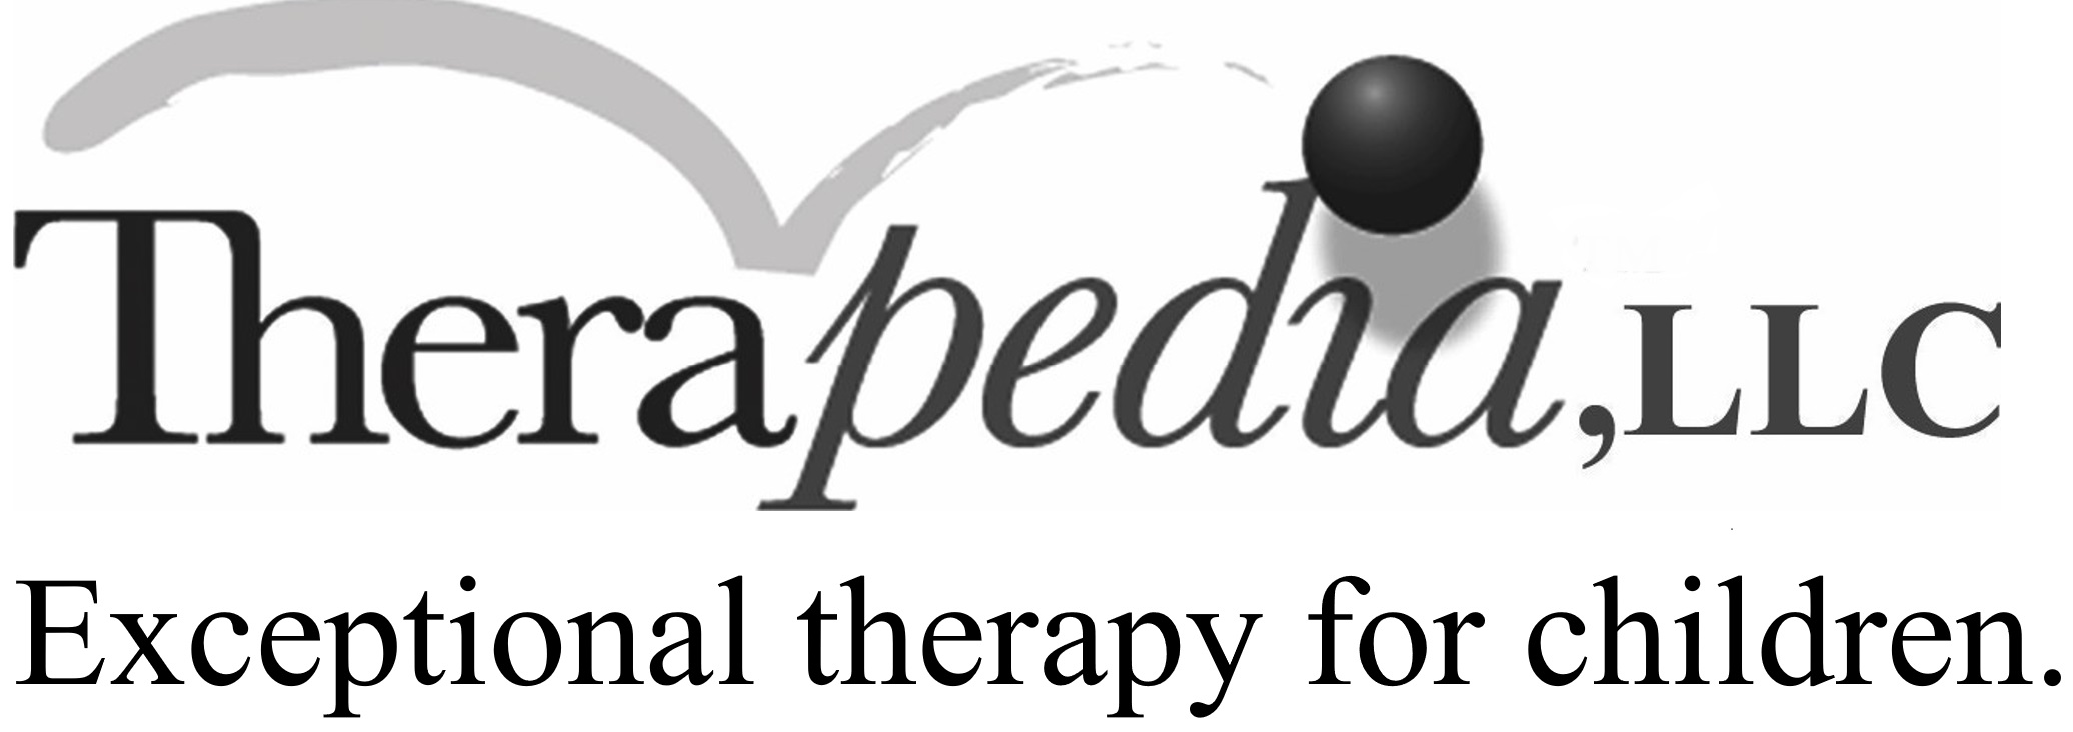 Therapedia,LLC
Exceptional therapy for children.